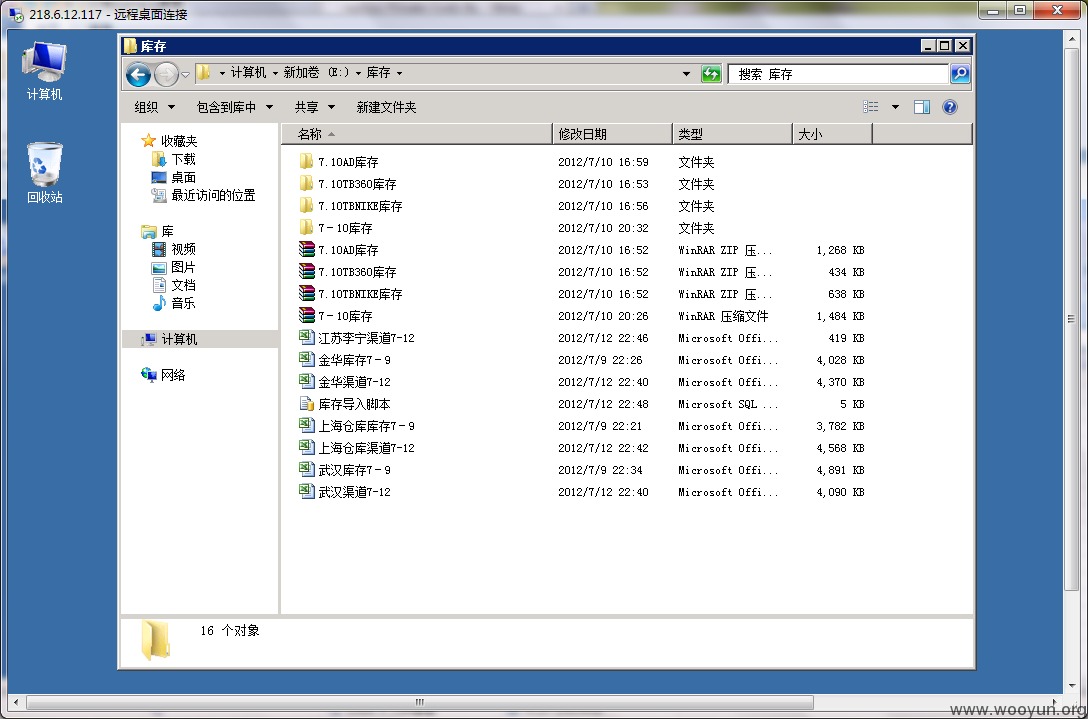 218.6.12.117 - 远程桌面连接
计算机
回收站
库存
计算机 新加卷 (E:) 库存
搜索 库存
组织 包含到库中 共享 新建文件夹
收藏夹
下载
桌面
最近访问的位置
库
视频
图片
文档
音乐
计算机
网络
名称 修改日期 类型 大小
7.10AD库存 2012/7/10 16:59 文件夹
7.10TB360库存 2012/7/10 16:53 文件夹
7.10TBNIKE库存 2012/7/10 16:56 文件夹
7-10库存 2012/7/10 20:32 文件夹
7.10AD库存 2012/7/10 16:52 WinRAR ZIP 压... 1,268 KB
7.10TB360库存 2012/7/10 16:52 WinRAR ZIP 压... 434 KB
7.10TBNIKE库存 2012/7/10 16:52 WinRAR ZIP 压... 638 KB
7-10库存 2012/7/10 20:26 WinRAR 压缩文件 1,484 KB
江苏李宁渠道7-12 2012/7/12 22:46 Microsoft Offi... 419 KB
金华库存7-9 2012/7/9 22:26 Microsoft Offi... 4,028 KB
金华渠道7-12 2012/7/12 22:40 Microsoft Offi... 4,370 KB
库存导入脚本 2012/7/12 22:48 Microsoft SQL ... 5 KB
上海仓库库存7-9 2012/7/9 22:21 Microsoft Offi... 3,782 KB
上海仓库渠道7-12 2012/7/12 22:42 Microsoft Offi... 4,568 KB
武汉库存7-9 2012/7/9 22:34 Microsoft Offi... 4,891 KB
武汉渠道7-12 2012/7/12 22:40 Microsoft Offi... 4,090 KB
16 个对象
www.wooyun.org